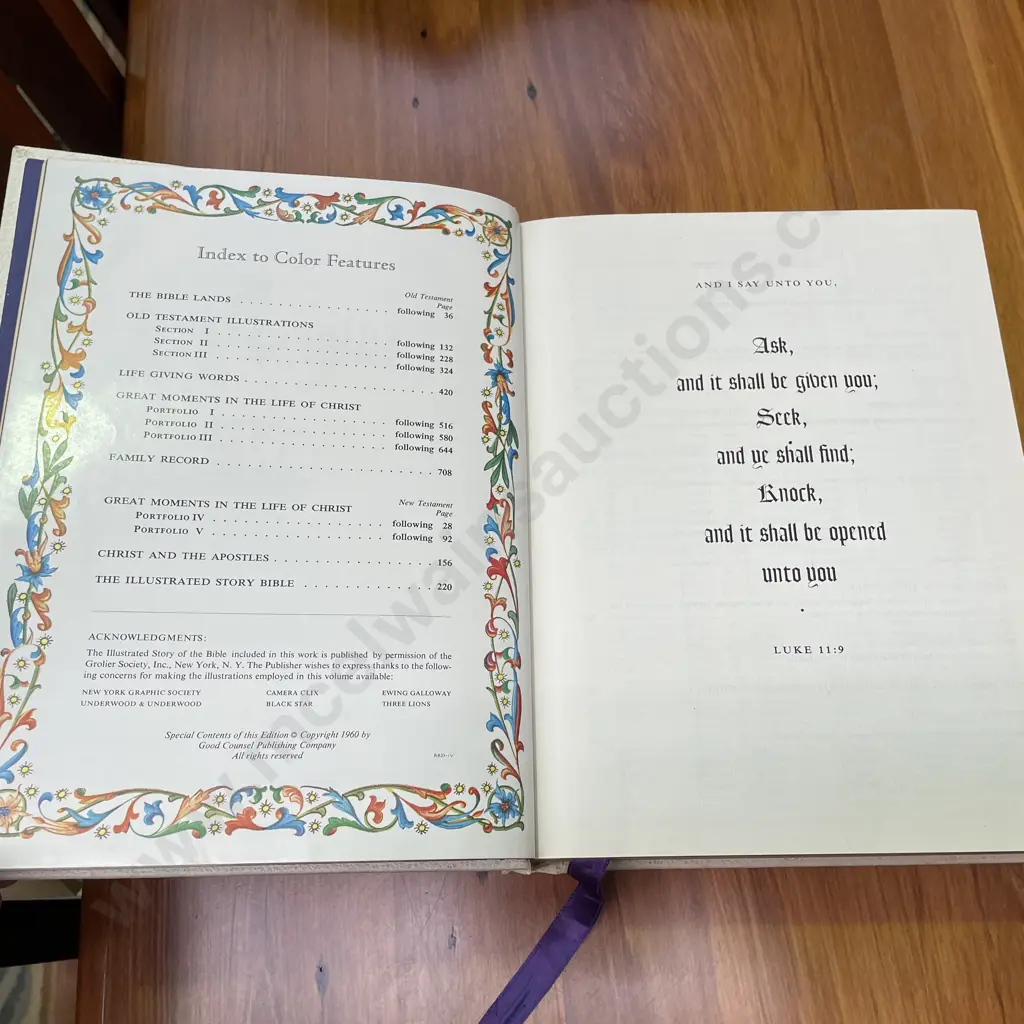 Index to Color Features
Old Testament
Page
THE BIBLE LANDS . . . . . . . . . . . . . . . . following 36
OLD TESTAMENT ILLUSTRATIONS
SECTION I . . . . . . . . . . . . . . . . following 132
SECTION II . . . . . . . . . . . . . . . . following 228
SECTION III . . . . . . . . . . . . . . . . following 324
LIFE GIVING WORDS . . . . . . . . . . . . . . . . 420
GREAT MOMENTS IN THE LIFE OF CHRIST
PORTFOLIO I . . . . . . . . . . . . . . . . following 516
PORTFOLIO II . . . . . . . . . . . . . . . . following 580
PORTFOLIO III . . . . . . . . . . . . . . . . following 644
FAMILY RECORD . . . . . . . . . . . . . . . . 708
New Testament
Page
GREAT MOMENTS IN THE LIFE OF CHRIST
PORTFOLIO IV . . . . . . . . . . . . . . . . following 28
PORTFOLIO V . . . . . . . . . . . . . . . . following 92
CHRIST AND THE APOSTLES . . . . . . . . . . . . . . . . 156
THE ILLUSTRATED STORY BIBLE . . . . . . . . . . . . 220
ACKNOWLEDGMENTS:
The Illustrated Story of the Bible included in this work is published by permission of the
Grolier Society, Inc., New York, N. Y. The Publisher wishes to express thanks to the follow-
ing concerns for making the illustrations employed in this volume available:
NEW YORK GRAPHIC SOCIETY CAMERA CLIX EWING GALLOWAY
UNDERWOOD & UNDERWOOD BLACK STAR THREE LIONS
Special Contents of this Edition © Copyright 1960 by
Good Counsel Publishing Company
All rights reserved
AND I SAY UNTO YOU,
Ask,
and it shall be given you;
Seek,
and ye shall find;
Knock,
and it shall be opened
unto you
LUKE 11:9